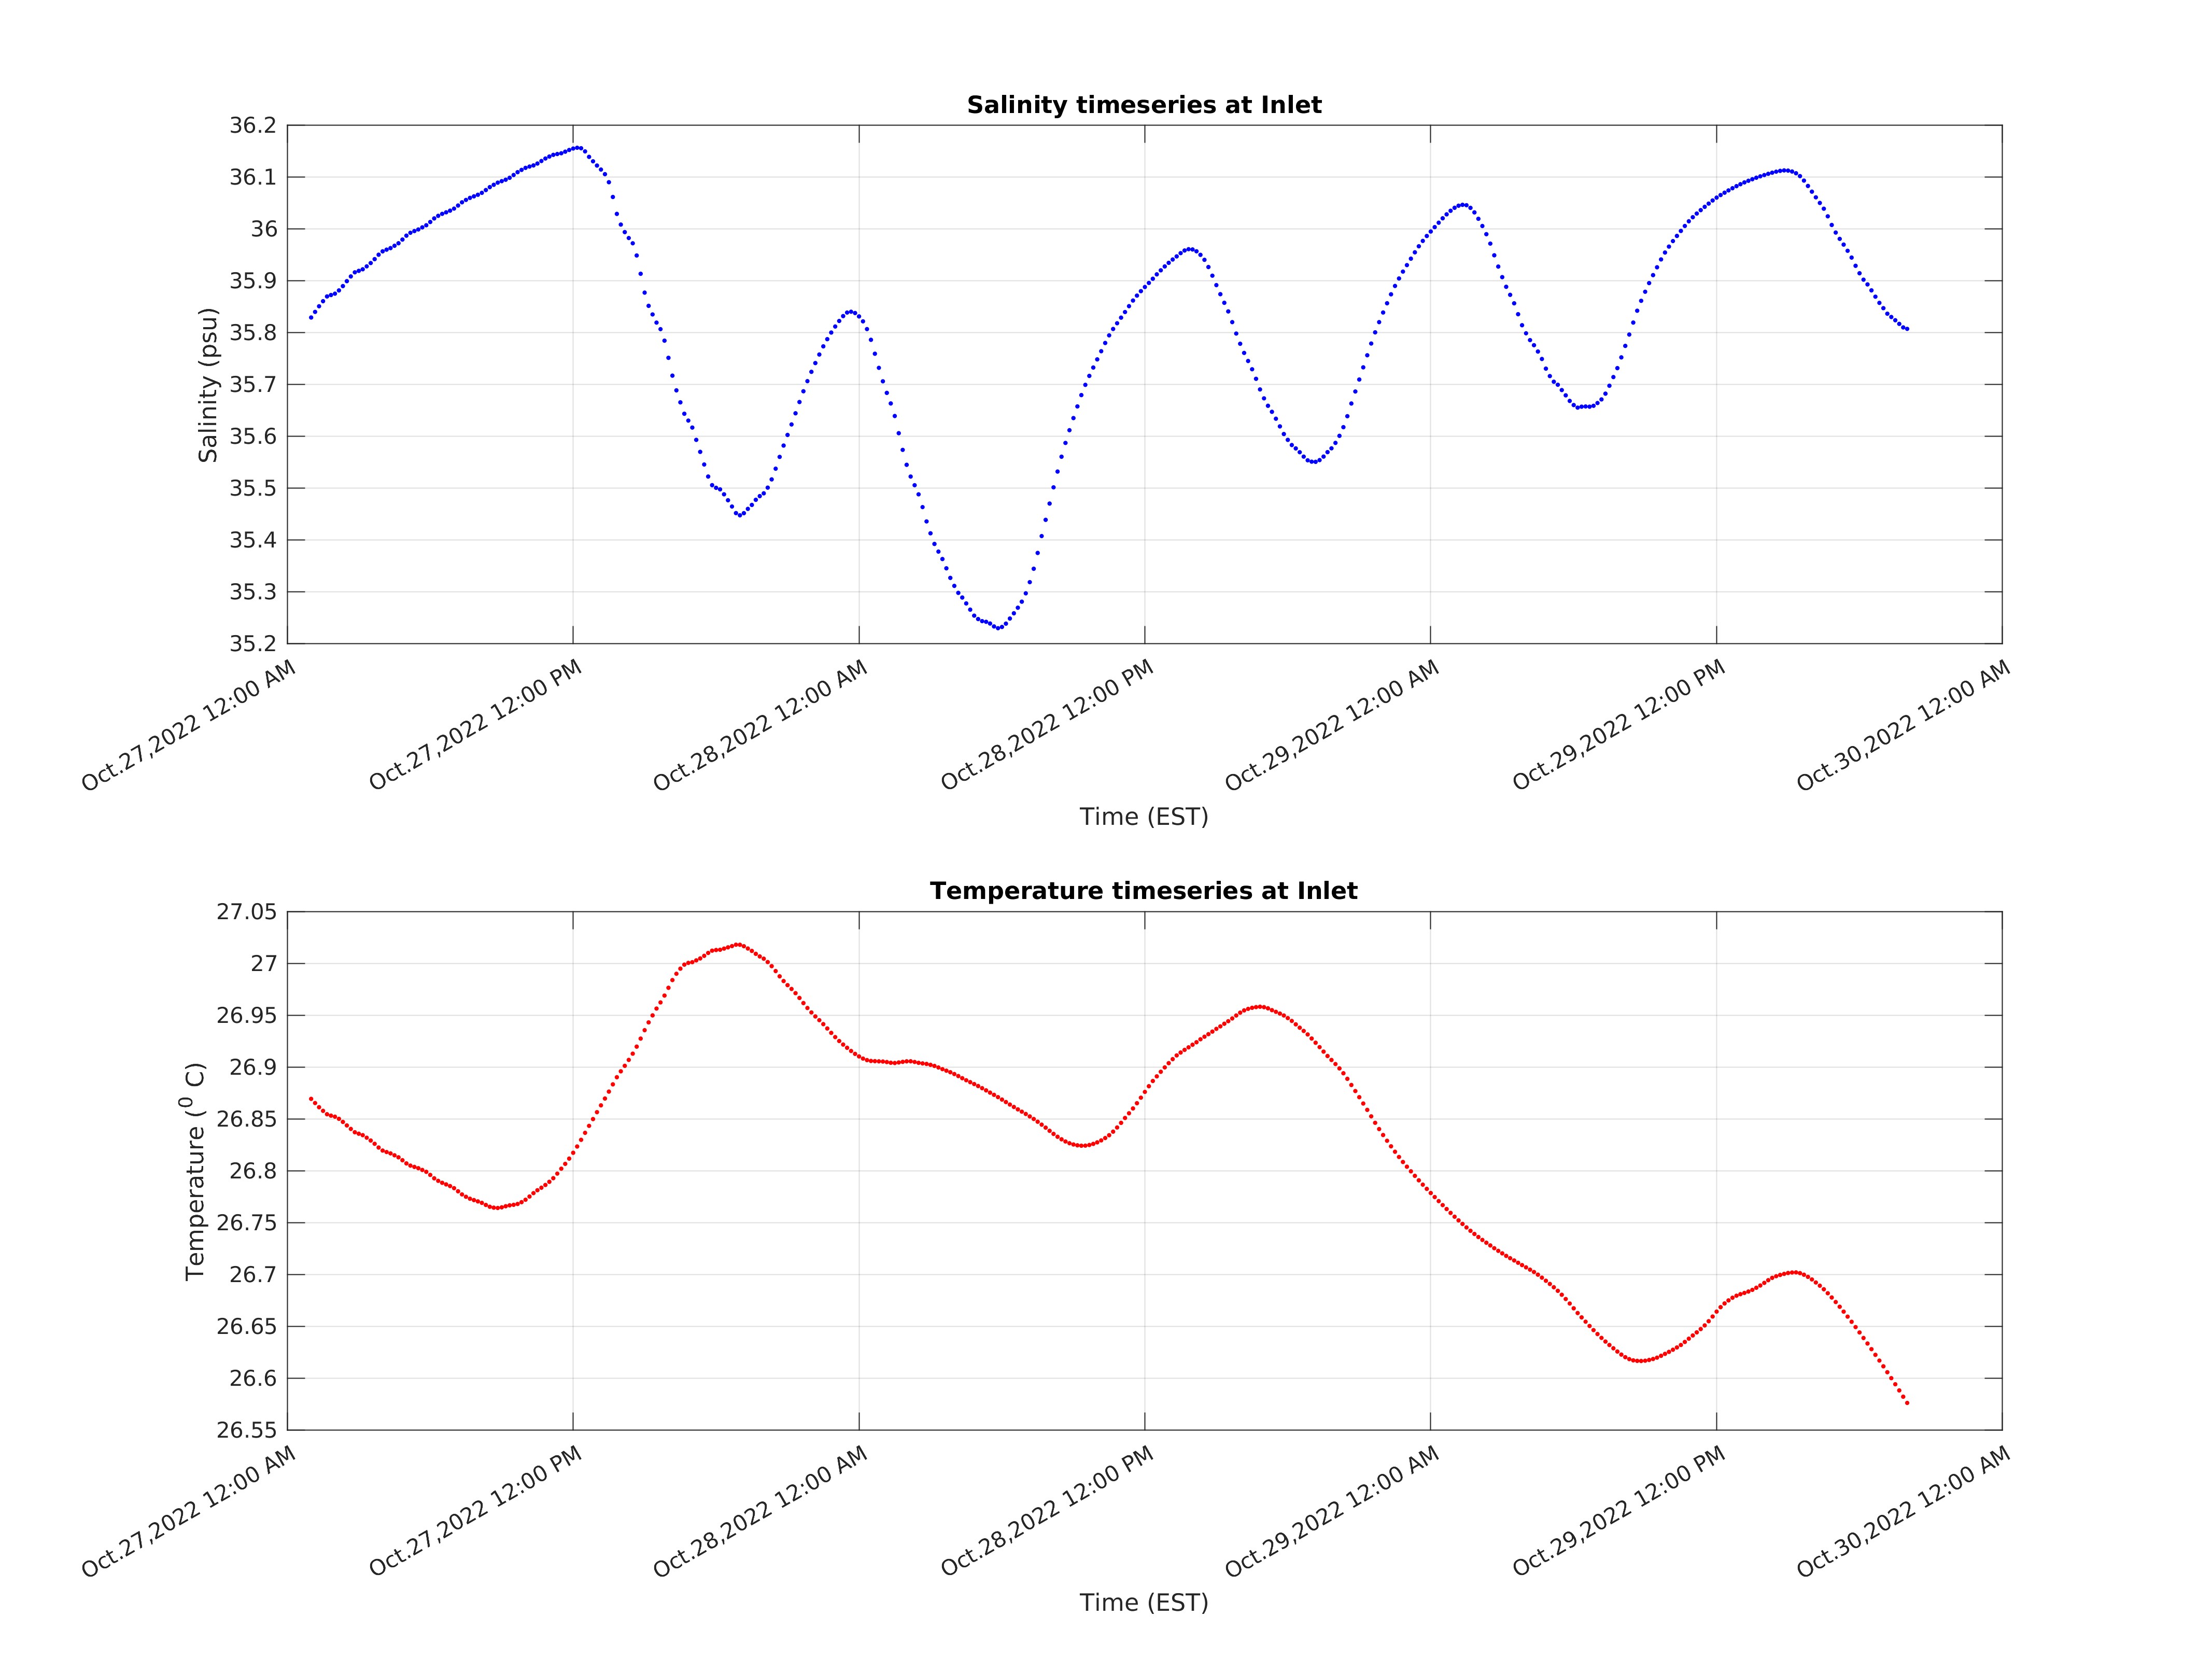 Salinity timeseries at Inlet
36.2
36.1
36
35.9
35.8
35.7
35.6
35.5
35.4
35.3
35.2
Salinity (psu)
Oct.27,2022 12:00 AM
Oct.27,2022 12:00 PM
Oct.28,2022 12:00 AM
Oct.28,2022 12:00 PM
Oct.29,2022 12:00 AM
Oct.29,2022 12:00 PM
Oct.30,2022 12:00 AM
Time (EST)
Temperature timeseries at Inlet
27.05
27
26.95
26.9
26.85
26.8
26.75
26.7
26.65
26.6
26.55
Temperature (⁰ C)
Oct.27,2022 12:00 AM
Oct.27,2022 12:00 PM
Oct.28,2022 12:00 AM
Oct.28,2022 12:00 PM
Oct.29,2022 12:00 AM
Oct.29,2022 12:00 PM
Oct.30,2022 12:00 AM
Time (EST)